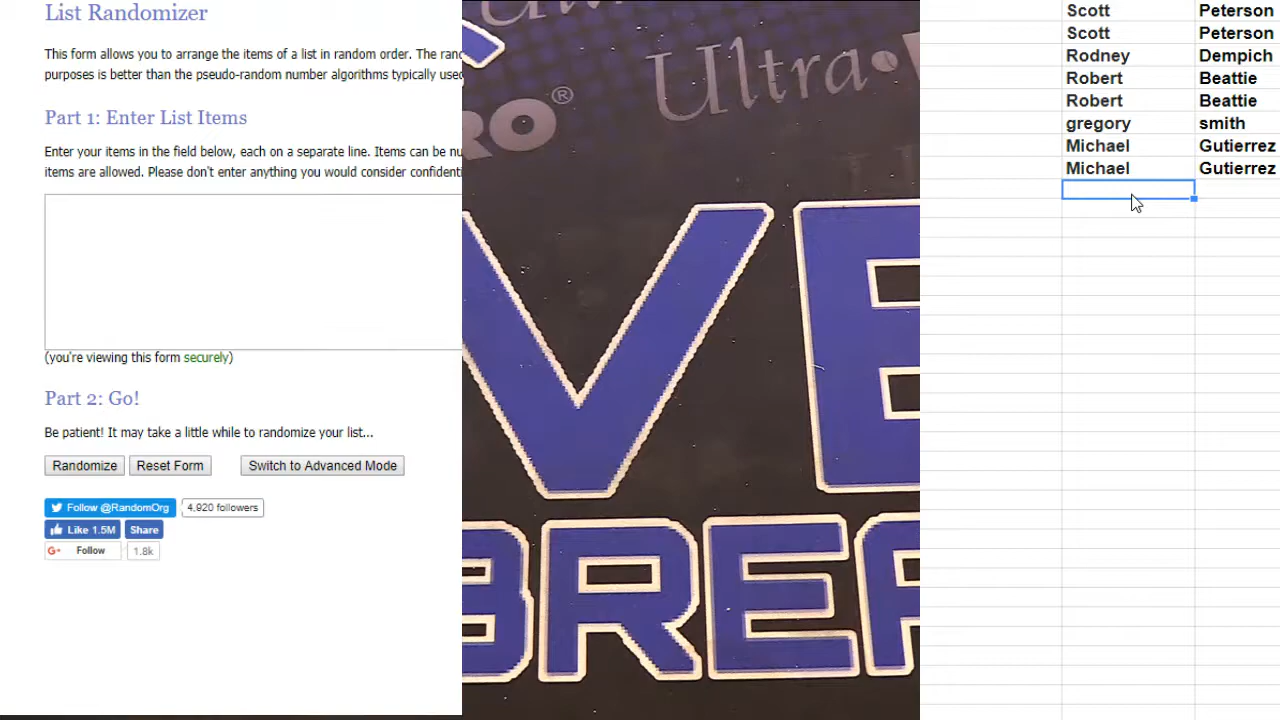 List Randomizer
This form allows you to arrange the items of a list in random order. The
purposes is better than the pseudo-random number algorithms typically used
Part 1: Enter List Items
Enter your items in the field below, each on a separate line. Items can be
items are allowed. Please don't enter anything you would consider
(you're viewing this form securely)
Part 2: Go!
Be patient! It may take a little while to randomize your list...
Randomize Reset Form Switch to Advanced Mode
Follow @RandomOrg 4,920 followers
Like 1.5M Share
G+ Follow 1.8k
Ultra
RO®
VE
BREA
Scott Peterson
Scott Peterson
Rodney Dempich
Robert Beattie
Robert Beattie
gregory smith
Michael Gutierrez
Michael Gutierrez